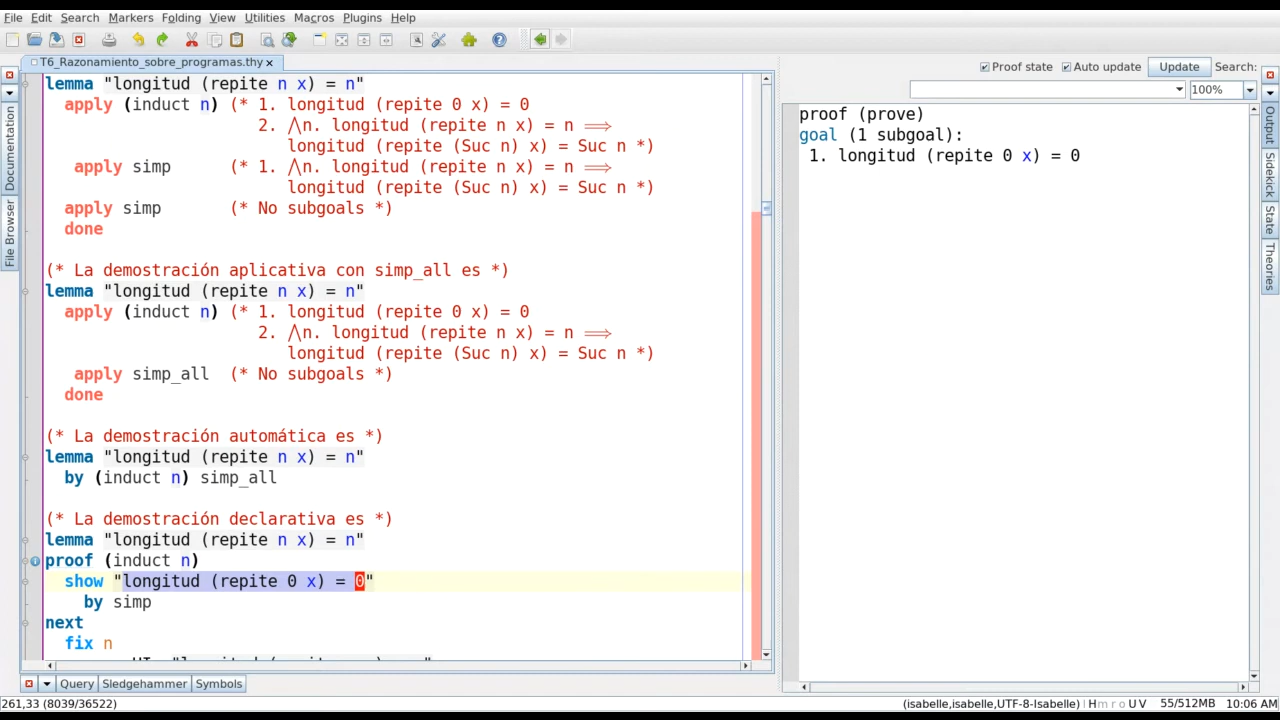 File Edit Search Markers Folding View Utilities Macros Plugins Help
T6_Razonamiento_sobre_programas.thy
lemma "longitud (repite n x) = n"
apply (induct n) (* 1. longitud (repite 0 x) = 0
2. ⋀n. longitud (repite n x) = n ⟹
longitud (repite (Suc n) x) = Suc n *)
apply simp (* 1. ⋀n. longitud (repite n x) = n ⟹
longitud (repite (Suc n) x) = Suc n *)
apply simp (* No subgoals *)
done
(* La demostración aplicativa con simp_all es *)
lemma "longitud (repite n x) = n"
apply (induct n) (* 1. longitud (repite 0 x) = 0
2. ⋀n. longitud (repite n x) = n ⟹
longitud (repite (Suc n) x) = Suc n *)
apply simp_all (* No subgoals *)
done
(* La demostración automática es *)
lemma "longitud (repite n x) = n"
by (induct n) simp_all
(* La demostración declarativa es *)
lemma "longitud (repite n x) = n"
proof (induct n)
show "longitud (repite 0 x) = 0"
by simp
next
fix n
Documentation
File Browser
Proof state Auto update Update Search:
100%
proof (prove)
goal (1 subgoal):
1. longitud (repite 0 x) = 0
Output
Sidekick
State
Theories
Query Sledgehammer Symbols
261,33 (8039/36522) (isabelle,isabelle,UTF-8-Isabelle) H m r o U V 55/512MB 10:06 AM